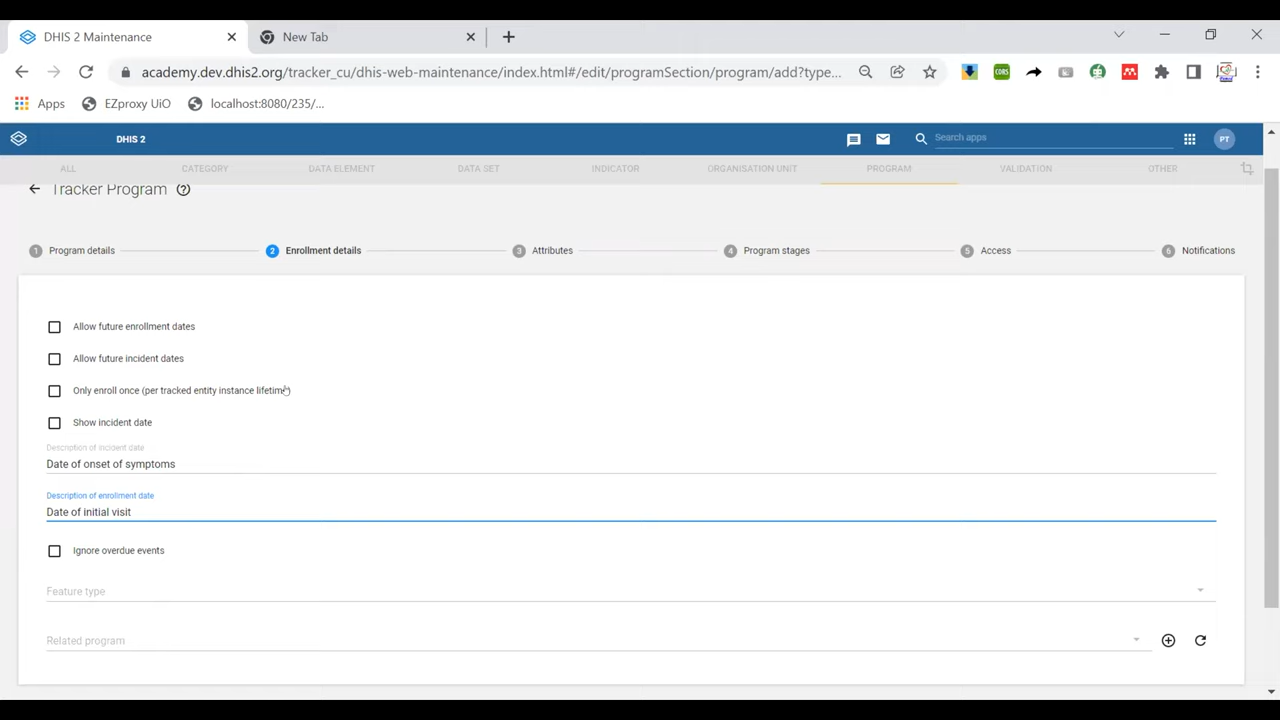 DHIS 2 Maintenance
New Tab
academy.dev.dhis2.org/tracker_cu/dhis-web-maintenance/index.html#/edit/programSection/program/add?type...
CORS
Apps
EZproxy UiO
localhost:8080/235/...
DHIS 2
Search apps
PT
ALL
CATEGORY
DATA ELEMENT
DATA SET
INDICATOR
ORGANISATION UNIT
PROGRAM
VALIDATION
OTHER
Tracker Program
1 Program details
2 Enrollment details
3 Attributes
4 Program stages
5 Access
6 Notifications
Allow future enrollment dates
Allow future incident dates
Only enroll once (per tracked entity instance lifetime)
Show incident date
Description of incident date
Date of onset of symptoms
Description of enrollment date
Date of initial visit
Ignore overdue events
Feature type
Related program